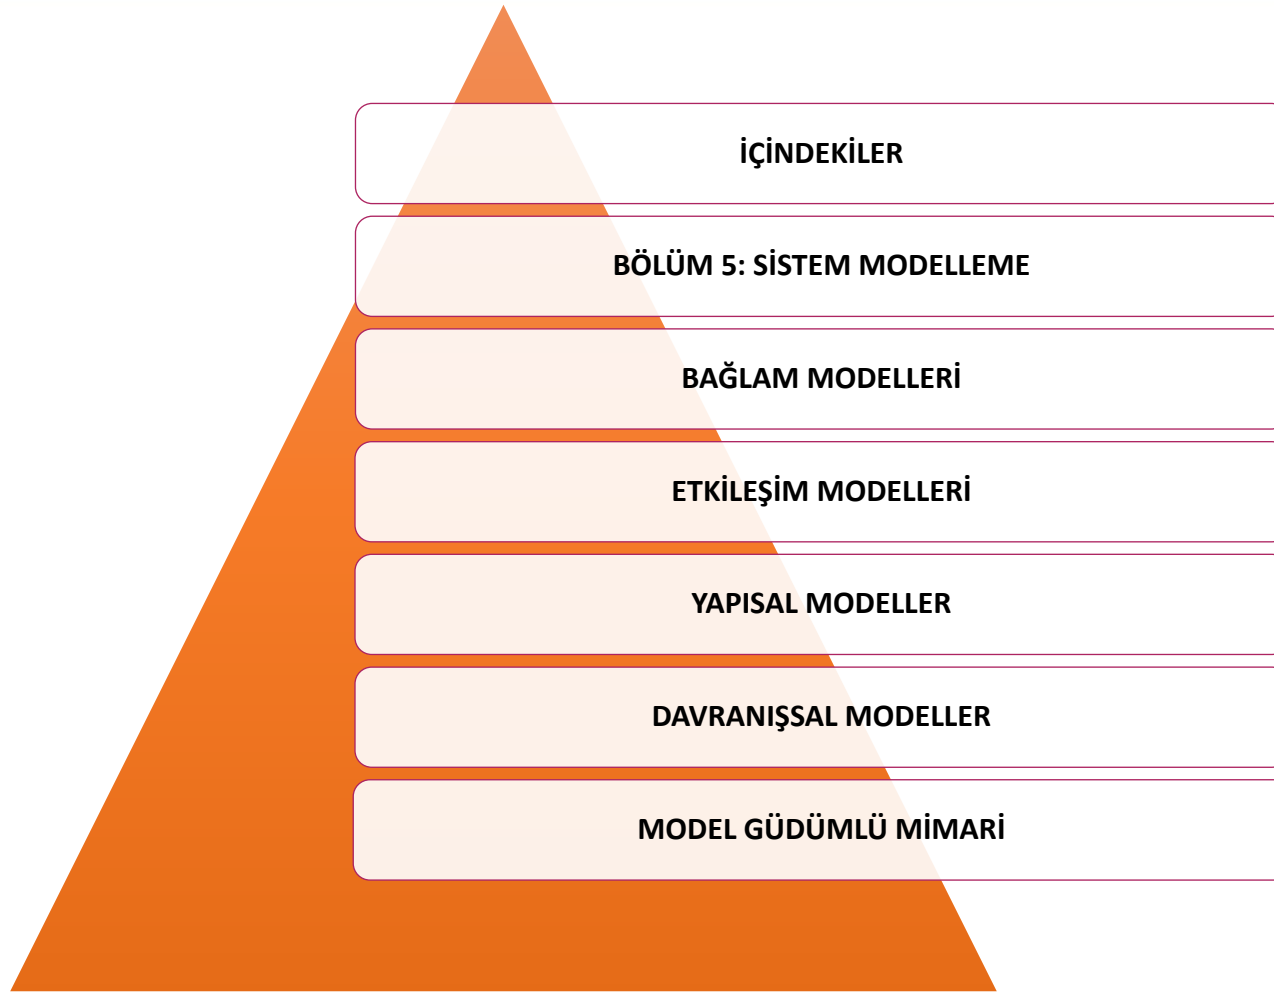 İÇİNDEKİLER
BÖLÜM 5: SİSTEM MODELLEME
BAĞLAM MODELLERİ
ETKİLEŞİM MODELLERİ
YAPISAL MODELLER
DAVRANIŞSAL MODELLER
MODEL GÜDÜMLÜ MİMARİ